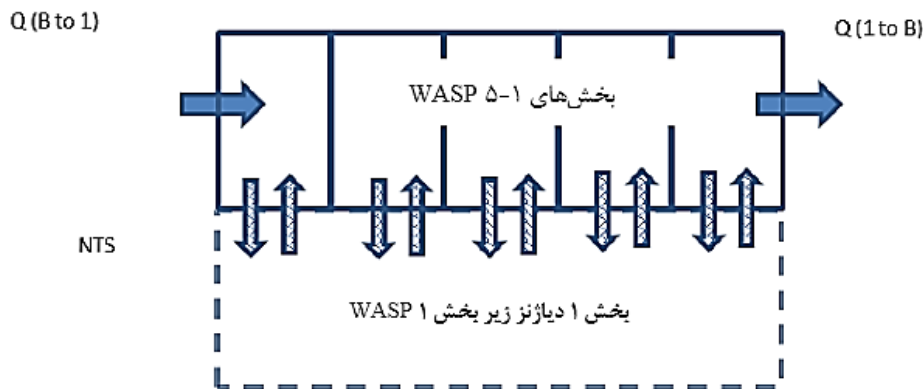 Q (B to 1)
Q (1 to B)
بخش‌های ۱-۵ WASP
NTS
بخش ۱ دیاژنز زیر بخش ۱ WASP